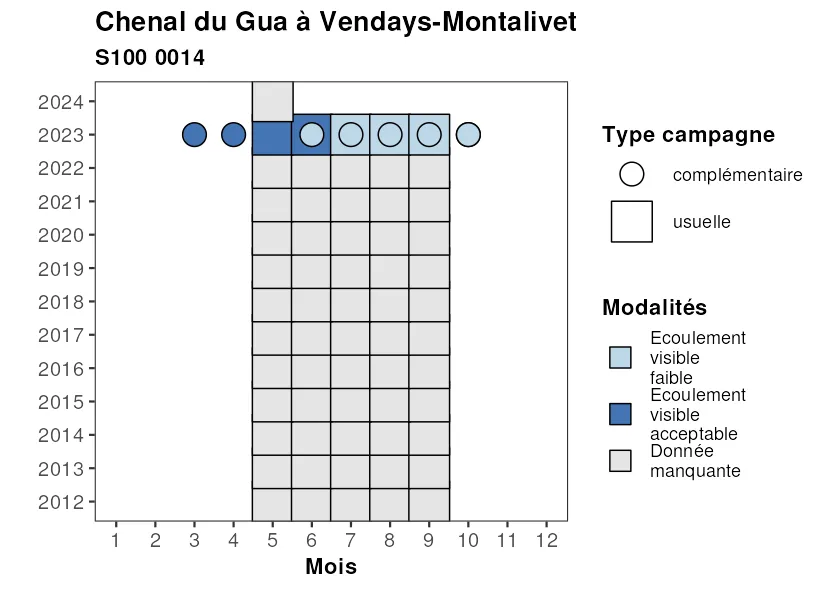 Chenal du Gua à Vendays-Montalivet
S100 0014
2024
2023
2022
2021
2020
2019
2018
2017
2016
2015
2014
2013
2012
1 2 3 4 5 6 7 8 9 10 11 12
Mois
Type campagne
complémentaire
usuelle
Modalités
Ecoulement
visible
faible
Ecoulement
visible
acceptable
Donnée
manquante